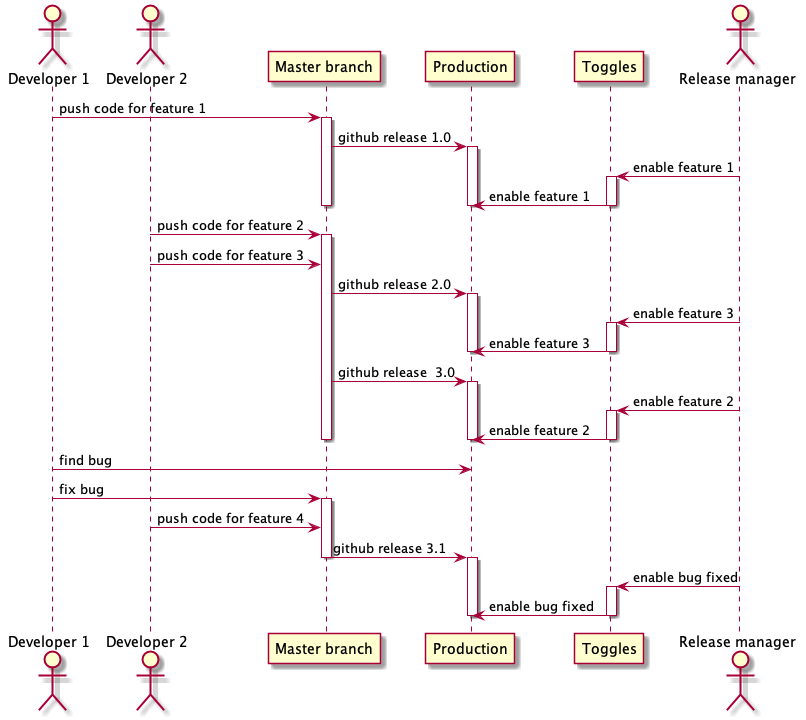 Developer 1
Developer 2
Master branch
Production
Toggles
Release manager
push code for feature 1
github release 1.0
enable feature 1
enable feature 1
push code for feature 2
push code for feature 3
github release 2.0
enable feature 3
enable feature 3
github release  3.0
enable feature 2
enable feature 2
find bug
fix bug
push code for feature 4
github release 3.1
enable bug fixed
enable bug fixed
Developer 1
Developer 2
Master branch
Production
Toggles
Release manager